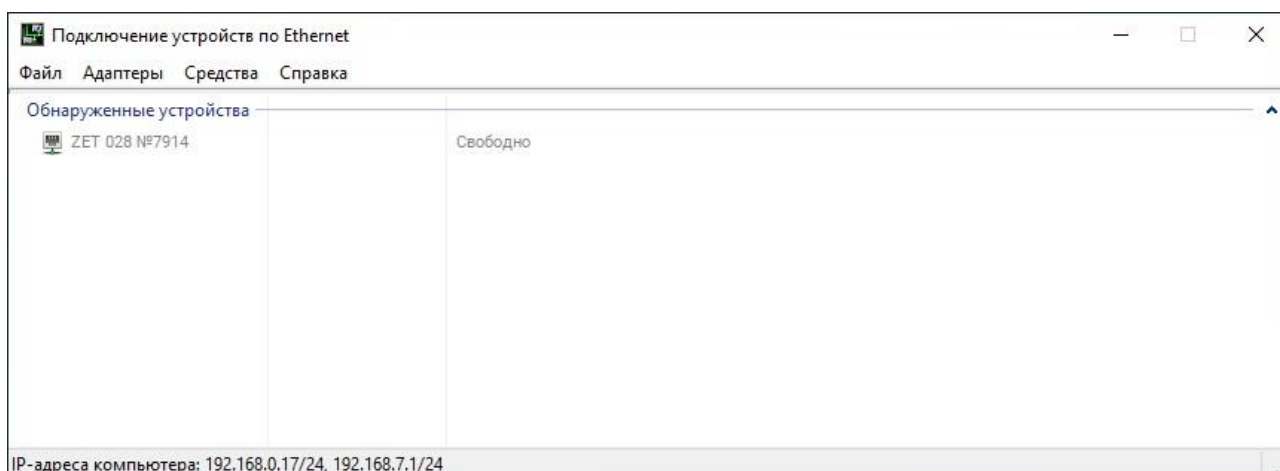 Подключение устройств по Ethernet
Файл Адаптеры Средства Справка
Обнаруженные устройства
ZET 028 №7914 Свободно
IP-адреса компьютера: 192.168.0.17/24, 192.168.7.1/24